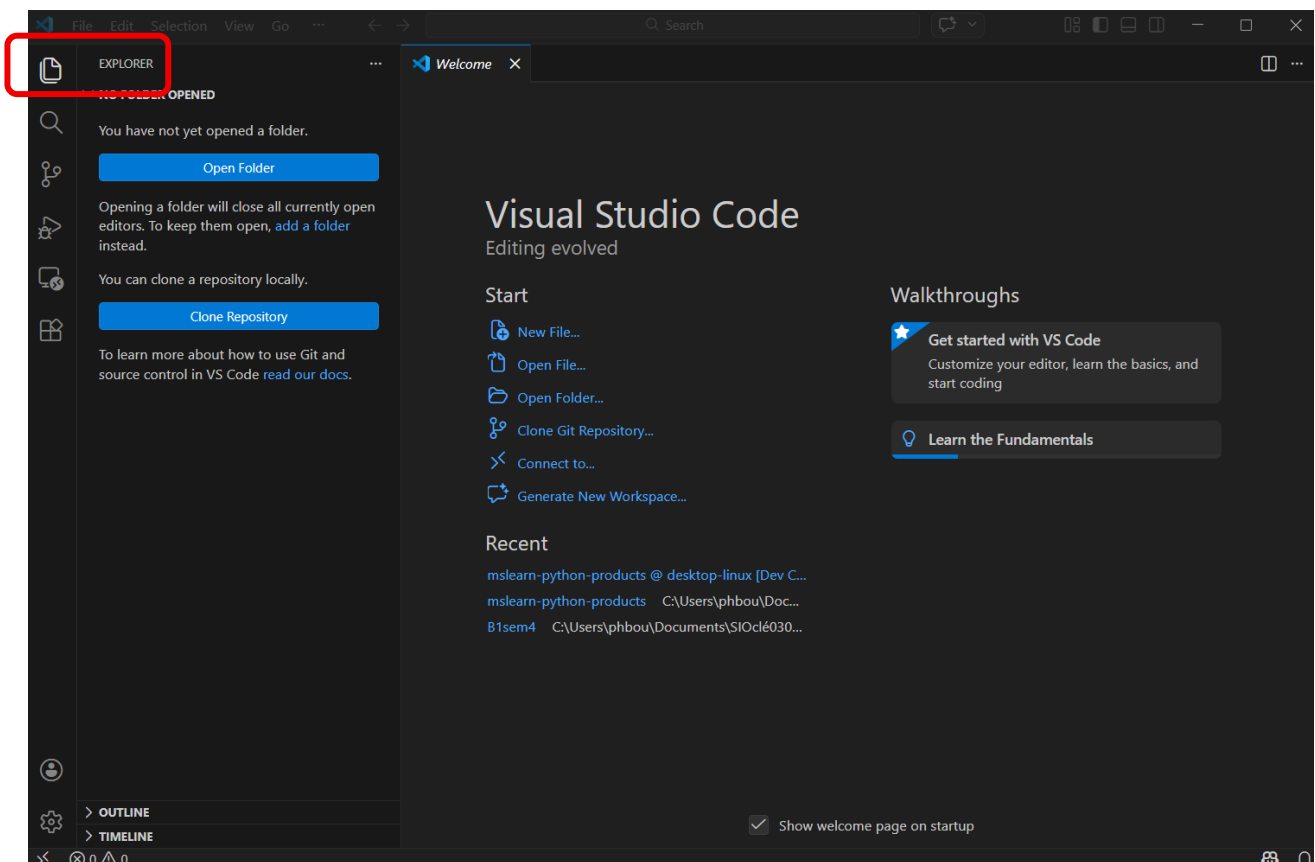 File Edit Selection View Go ··· Search
EXPLORER ···
Welcome
NO FOLDER OPENED
You have not yet opened a folder.
Open Folder
Opening a folder will close all currently open
editors. To keep them open, add a folder
instead.
You can clone a repository locally.
Clone Repository
To learn more about how to use Git and
source control in VS Code read our docs.
OUTLINE
TIMELINE
Visual Studio Code
Editing evolved
Start
New File...
Open File...
Open Folder...
Clone Git Repository...
Connect to...
Generate New Workspace...
Recent
mslearn-python-products @ desktop-linux [Dev C...
mslearn-python-products C:\Users\phbou\Doc...
B1sem4 C:\Users\phbou\Documents\SIOclé030...
Walkthroughs
Get started with VS Code
Customize your editor, learn the basics, and
start coding
Learn the Fundamentals
Show welcome page on startup
0 0